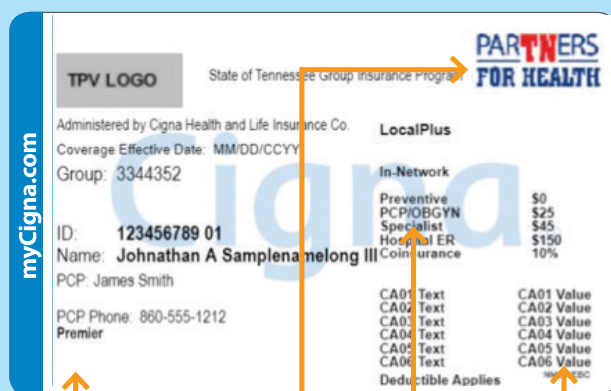 myCigna.com
TPV LOGO
State of Tennessee Group Insurance Program
PARTNERS
FOR HEALTH
Administered by Cigna Health and Life Insurance Co.
Coverage Effective Date: MM/DD/CCYY
Group: 3344352
ID: 123456789 01
Name: Johnathan A Samplenamelong III
PCP: James Smith
PCP Phone: 860-555-1212
Premier
Cigna
LocalPlus
In-Network
Preventive $0
PCP/OBGYN $25
Specialist $45
Hospital ER $150
Coinsurance 10%
CA01 Text CA01 Value
CA02 Text CA02 Value
CA03 Text CA03 Value
CA04 Text CA04 Value
CA05 Text CA05 Value
CA06 Text CA06 Value
Deductible Applies